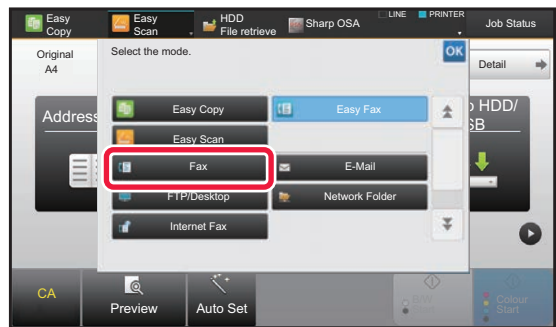 Easy
Copy
Easy
Scan
HDD
File retrieve
Sharp OSA
LINE
PRINTER
Job Status
Original
A4
Select the mode.
OK
Detail
Address
HDD/
Easy Copy
Easy Fax
Easy Scan
Fax
E-Mail
FTP/Desktop
Network Folder
Internet Fax
CA
Preview
Auto Set
B/W
Colour
Start